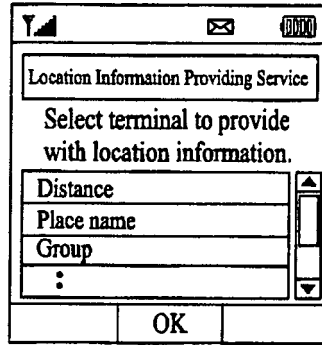 Location Information Providing Service
Select terminal to provide
with location information.
Distance
Place name
Group
:
OK